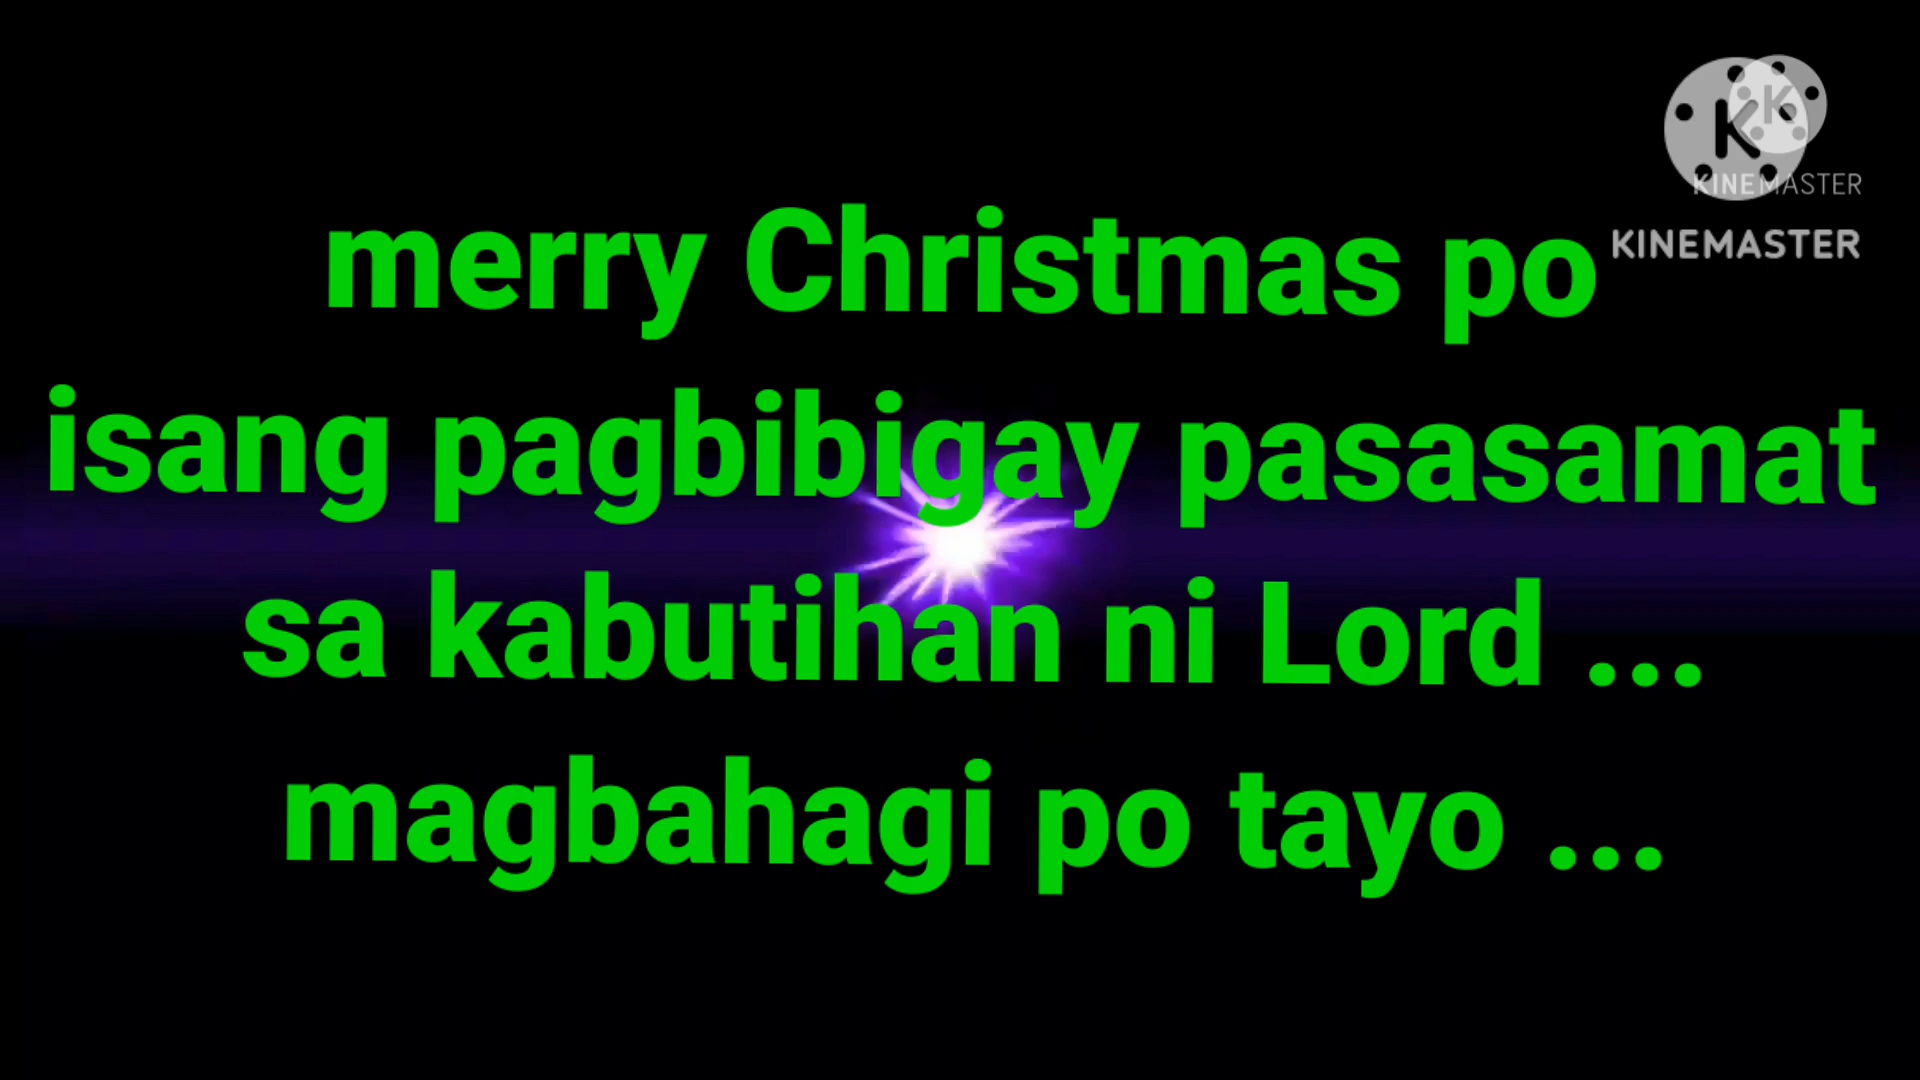 KINEMASTER
KINEMASTER
merry Christmas po
isang pagbibigay pasasamat
sa kabutihan ni Lord ...
magbahagi po tayo ...